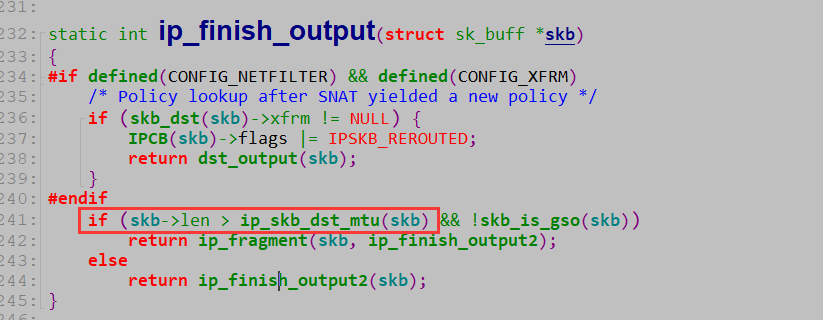 231:
232: static int ip_finish_output(struct sk_buff *skb)
233: {
234: #if defined(CONFIG_NETFILTER) && defined(CONFIG_XFRM)
235:     /* Policy lookup after SNAT yielded a new policy */
236:     if (skb_dst(skb)->xfrm != NULL) {
237:         IPCB(skb)->flags |= IPSKB_REROUTED;
238:         return dst_output(skb);
239:     }
240: #endif
241:     if (skb->len > ip_skb_dst_mtu(skb) && !skb_is_gso(skb))
242:         return ip_fragment(skb, ip_finish_output2);
243:     else
244:         return ip_finish_output2(skb);
245: }
246: